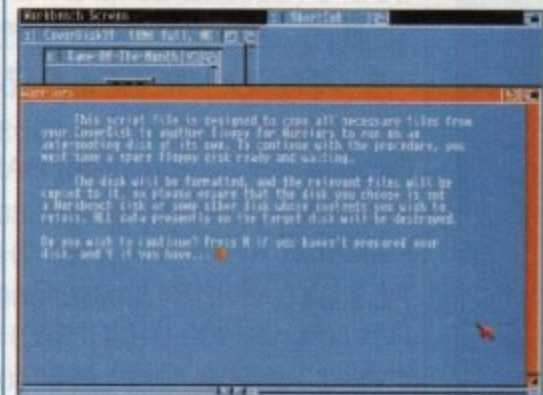 Workbench Screen
ShortCut
CoverDisk07 full,
Game-Of-The-Month
Warriors
This script file is designed to copy all necessary files from
your CoverDisk to another floppy for Warriors to run on an
auto-booting disk of its own. To continue with the procedure, you
must have a spare floppy disk ready and waiting.
The disk will be formatted, and the relevant files will be
copied to it, so please ensure that the disk you choose is not
a Workbench disk or some other disk whose contents you wish to
retain. ALL data presently on the target disk will be destroyed.
Do you wish to continue? Press N if you haven't prepared your
disk, and Y if you have...